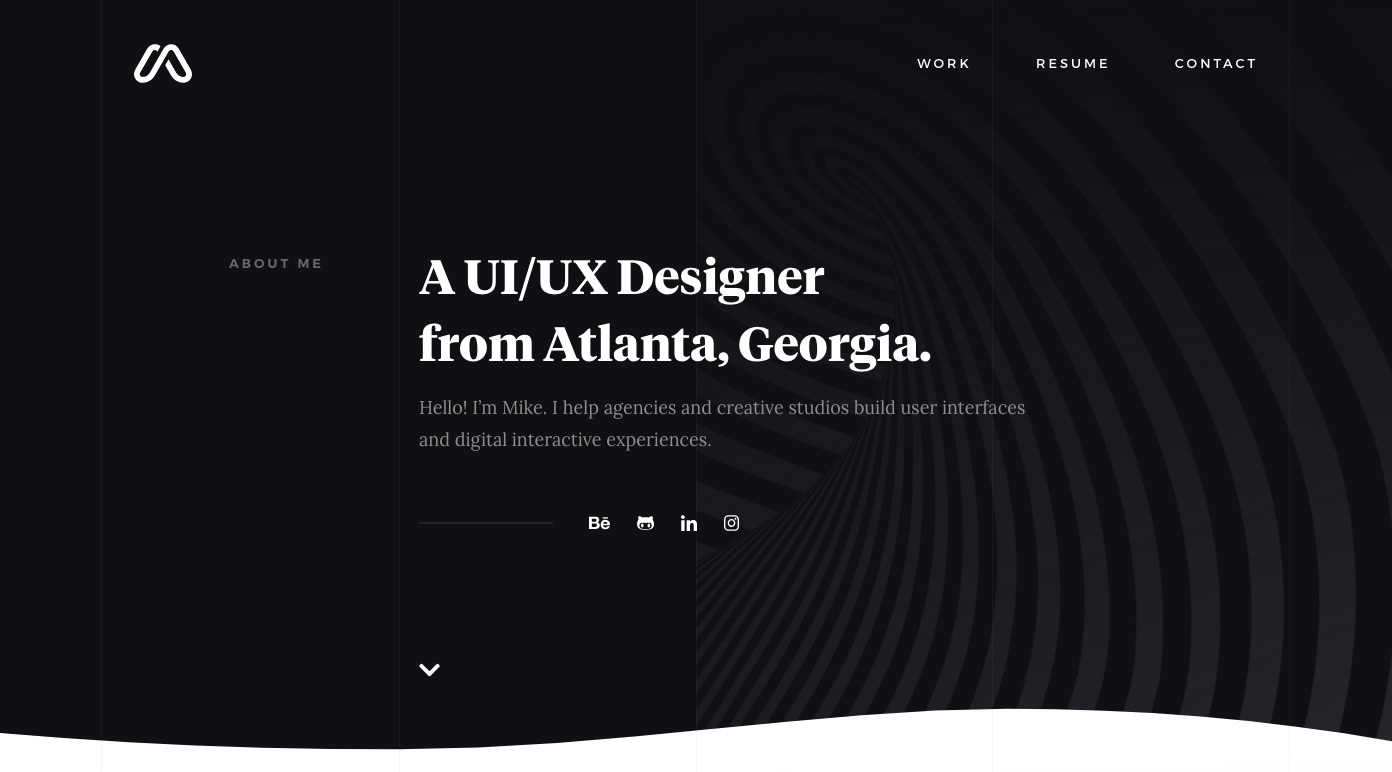 WORK
RESUME
CONTACT
ABOUT ME
A UI/UX Designer
from Atlanta, Georgia.
Hello! I’m Mike. I help agencies and creative studios build user interfaces
and digital interactive experiences.
Bē
in